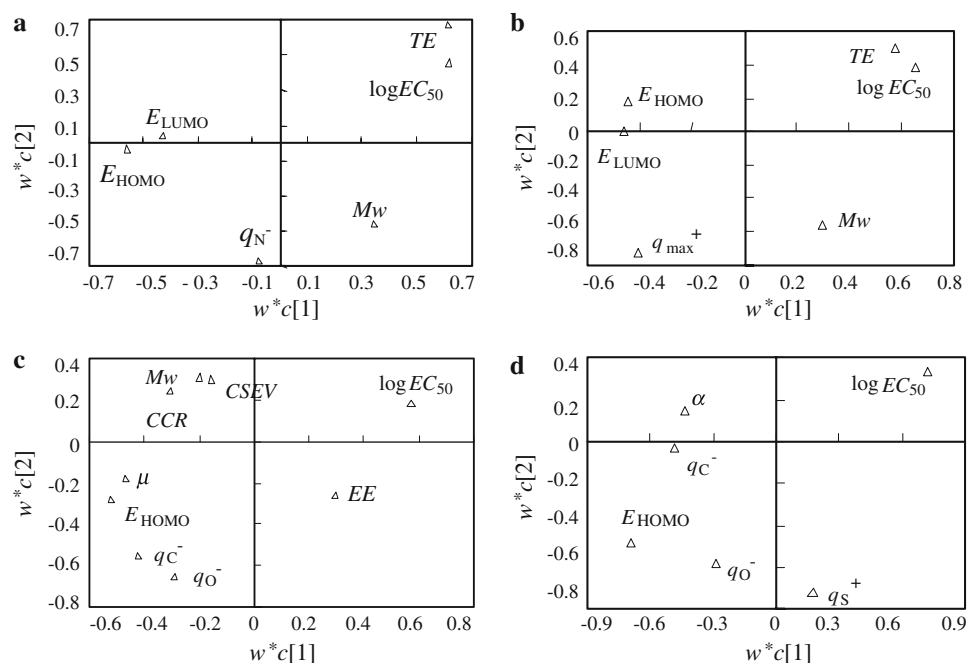 a
0.7
0.5
0.3
0.1
-0.1
-0.3
-0.5
-0.7
w*c[2]
TE
logEC50
ELUMO
EHOMO
Mw
qN-
-0.7 -0.5 - 0.3 -0.1 0.1 0.3 0.5 0.7
w*c[1]
b
0.6
0.4
0.2
0
-0.2
-0.4
-0.6
-0.8
w*c[2]
TE
logEC50
EHOMO
ELUMO
Mw
qmax+
-0.6 -0.4 -0.2 0 0.2 0.4 0.6 0.8
w*c[1]
c
0.4
0.2
0
-0.2
-0.4
-0.6
-0.8
w*c[2]
Mw
CSEV
logEC50
CCR
μ
EE
EHOMO
qC-
qO-
-0.6 -0.4 -0.2 0 0.2 0.4 0.6 0.8
w*c[1]
d
0.4
0.2
0
-0.2
-0.4
-0.6
-0.8
w*c[2]
logEC50
α
qC-
EHOMO
qO-
qS+
-0.9 -0.6 -0.3 0 0.3 0.6 0.9
w*c[1]